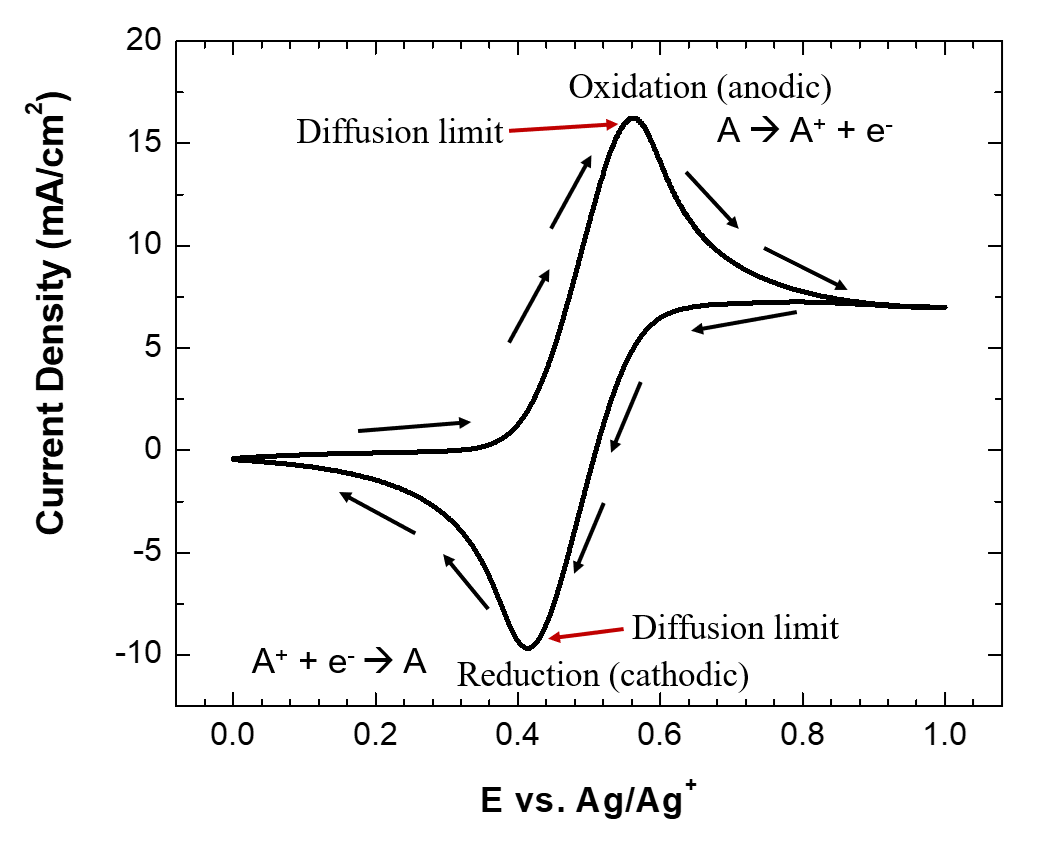 20
Oxidation (anodic)
Diffusion limit
A → A⁺ + e⁻
15
10
5
0
-5
-10
Diffusion limit
A⁺ + e⁻ → A
Reduction (cathodic)
0.0 0.2 0.4 0.6 0.8 1.0
E vs. Ag/Ag⁺
Current Density (mA/cm²)